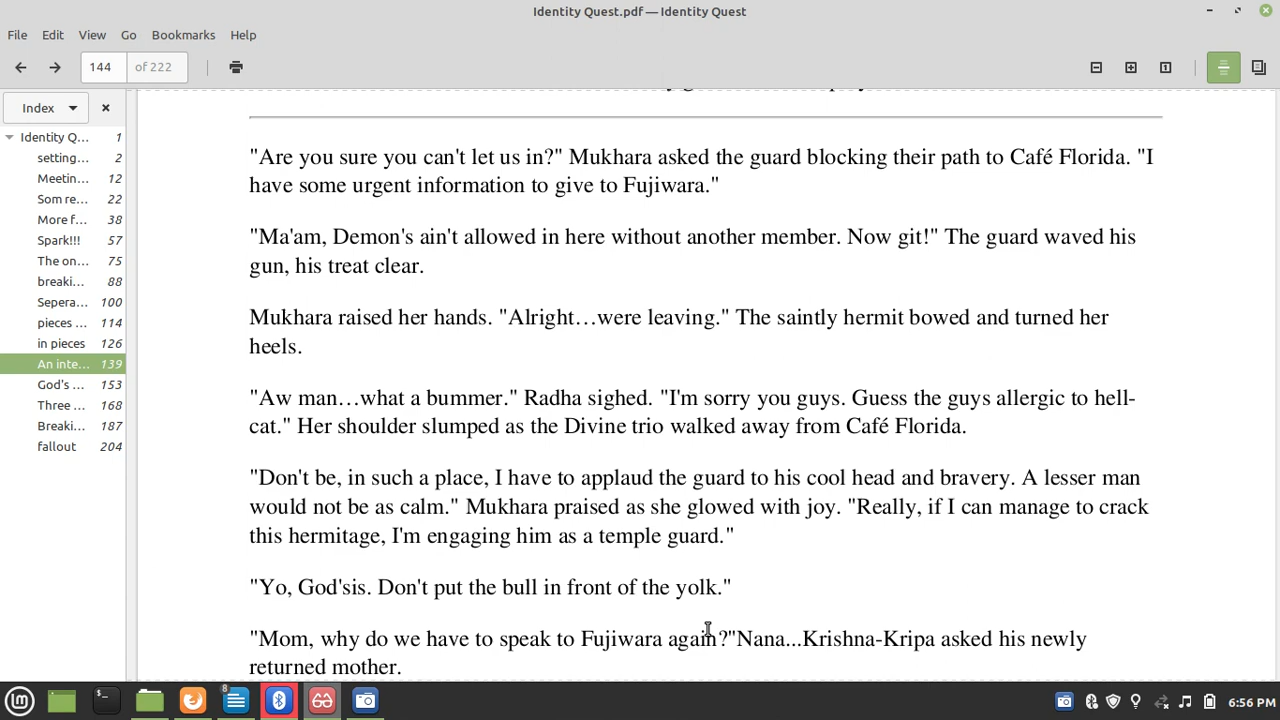 Identity Quest.pdf — Identity Quest
File Edit View Go Bookmarks Help
144 of 222
Index
Identity Q... 1
setting... 2
Meetin... 12
Som re... 22
More f... 38
Spark!!! 57
The on... 75
breaki... 88
Sepera... 100
pieces ... 114
in pieces 126
An inte... 139
God's ... 153
Three ... 168
Breaki... 187
fallout 204
"Are you sure you can't let us in?" Mukhara asked the guard blocking their path to Café Florida. "I
have some urgent information to give to Fujiwara."
"Ma'am, Demon's ain't allowed in here without another member. Now git!" The guard waved his
gun, his treat clear.
Mukhara raised her hands. "Alright…were leaving." The saintly hermit bowed and turned her
heels.
"Aw man…what a bummer." Radha sighed. "I'm sorry you guys. Guess the guys allergic to hell-
cat." Her shoulder slumped as the Divine trio walked away from Café Florida.
"Don't be, in such a place, I have to applaud the guard to his cool head and bravery. A lesser man
would not be as calm." Mukhara praised as she glowed with joy. "Really, if I can manage to crack
this hermitage, I'm engaging him as a temple guard."
"Yo, God'sis. Don't put the bull in front of the yolk."
"Mom, why do we have to speak to Fujiwara again?"Nana...Krishna-Kripa asked his newly
returned mother.
6:56 PM